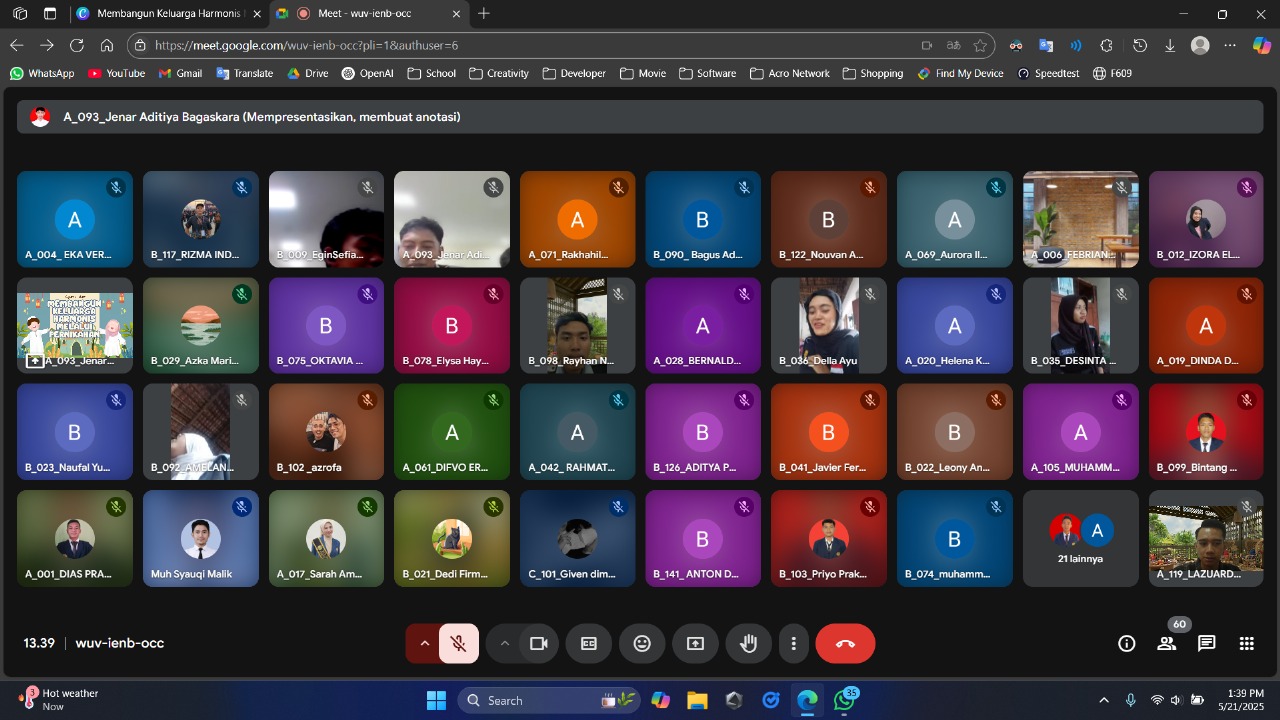 Membangun Keluarga Harmonis
Meet - wuv-ienb-occ
https://meet.google.com/wuv-ienb-occ?pli=1&authuser=6
WhatsApp YouTube Gmail Translate Drive OpenAI School Creativity Developer Movie Software Acro Network Shopping Find My Device Speedtest F609
A_093_Jenar Aditiya Bagaskara (Mempresentasikan, membuat anotasi)
A A B B A
A_004_ EKA VER... B_117_RIZMA IND... B_009_EginSefia... A_093_Jenar Adi... A_071_Rakhahil... B_090_ Bagus Ad... B_122_Nouvan A... A_069_Aurora Il... A_006_FEBRIAN... B_012_IZORA EL...
MEMBANGUN
KELUARGA
HARMONIS
MELALUI
PERNIKAHAN
B B A A A
A_093_Jenar... B_029_Azka Mari... B_075_OKTAVIA ... B_078_Elysa Hay... B_098_Rayhan N... A_028_BERNALD... B_036_Della Ayu A_020_Helena K... B_035_DESINTA ... A_019_DINDA D...
B A A B B B A
B_023_Naufal Yu... B_092_AMELAN... B_102 _azrofa A_061_DIFVO ER... A_042_ RAHMAT... B_126_ADITYA P... B_041_Javier Fer... B_022_Leony An... A_105_MUHAMM... B_099_Bintang ...
B B A
A_001_DIAS PRA... Muh Syauqi Malik A_017_Sarah Am... B_021_Dedi Firm... C_101_Given dim... B_141_ ANTON D... B_103_Priyo Prak... B_074_muhamm... 21 lainnya A_119_LAZUARD...
13.39 | wuv-ienb-occ
60
3 Hot weather
Now
Search
35
1:39 PM
5/21/2025